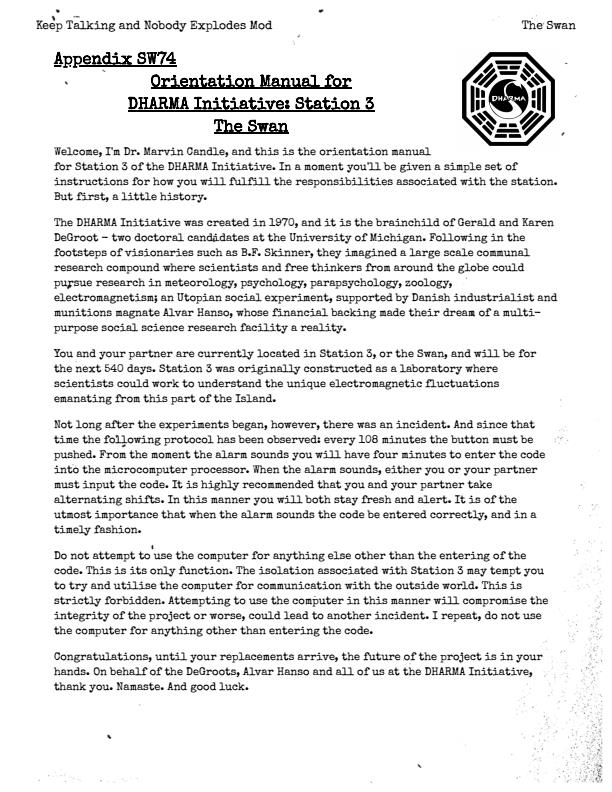 Keep Talking and Nobody Explodes Mod The Swan
Appendix SW74
Orientation Manual for
DHARMA Initiative: Station 3
The Swan
DHARMA
Welcome, I'm Dr. Marvin Candle, and this is the orientation manual
for Station 3 of the DHARMA Initiative. In a moment you'll be given a simple set of
instructions for how you will fulfill the responsibilities associated with the station.
But first, a little history.
The DHARMA Initiative was created in 1970, and it is the brainchild of Gerald and Karen
DeGroot – two doctoral candidates at the University of Michigan. Following in the
footsteps of visionaries such as B.F. Skinner, they imagined a large scale communal
research compound where scientists and free thinkers from around the globe could
pursue research in meteorology, psychology, parapsychology, zoology,
electromagnetism; an Utopian social experiment, supported by Danish industrialist and
munitions magnate Alvar Hanso, whose financial backing made their dream of a multi-
purpose social science research facility a reality.
You and your partner are currently located in Station 3, or the Swan, and will be for
the next 540 days. Station 3 was originally constructed as a laboratory where
scientists could work to understand the unique electromagnetic fluctuations
emanating from this part of the Island.
Not long after the experiments began, however, there was an incident. And since that
time the following protocol has been observed: every 108 minutes the button must be
pushed. From the moment the alarm sounds you will have four minutes to enter the code
into the microcomputer processor. When the alarm sounds, either you or your partner
must input the code. It is highly recommended that you and your partner take
alternating shifts. In this manner you will both stay fresh and alert. It is of the
utmost importance that when the alarm sounds the code be entered correctly, and in a
timely fashion.
Do not attempt to use the computer for anything else other than the entering of the
code. This is its only function. The isolation associated with Station 3 may tempt you
to try and utilise the computer for communication with the outside world. This is
strictly forbidden. Attempting to use the computer in this manner will compromise the
integrity of the project or worse, could lead to another incident. I repeat, do not use
the computer for anything other than entering the code.
Congratulations, until your replacements arrive, the future of the project is in your
hands. On behalf of the DeGroots, Alvar Hanso and all of us at the DHARMA Initiative,
thank you. Namaste. And good luck.